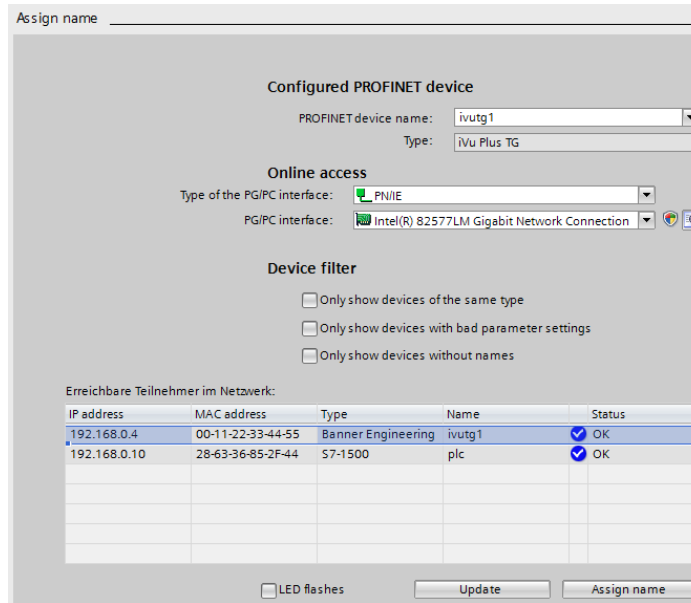 Assign name
Configured PROFINET device
PROFINET device name: ivutg1
Type: iVu Plus TG
Online access
Type of the PG/PC interface: PN/IE
PG/PC interface: Intel(R) 82577LM Gigabit Network Connection
Device filter
Only show devices of the same type
Only show devices with bad parameter settings
Only show devices without names
Erreichbare Teilnehmer im Netzwerk:
IP address MAC address Type Name Status
192.168.0.4 00-11-22-33-44-55 Banner Engineering ivutg1 OK
192.168.0.10 28-63-36-85-2F-44 S7-1500 plc OK
LED flashes Update Assign name